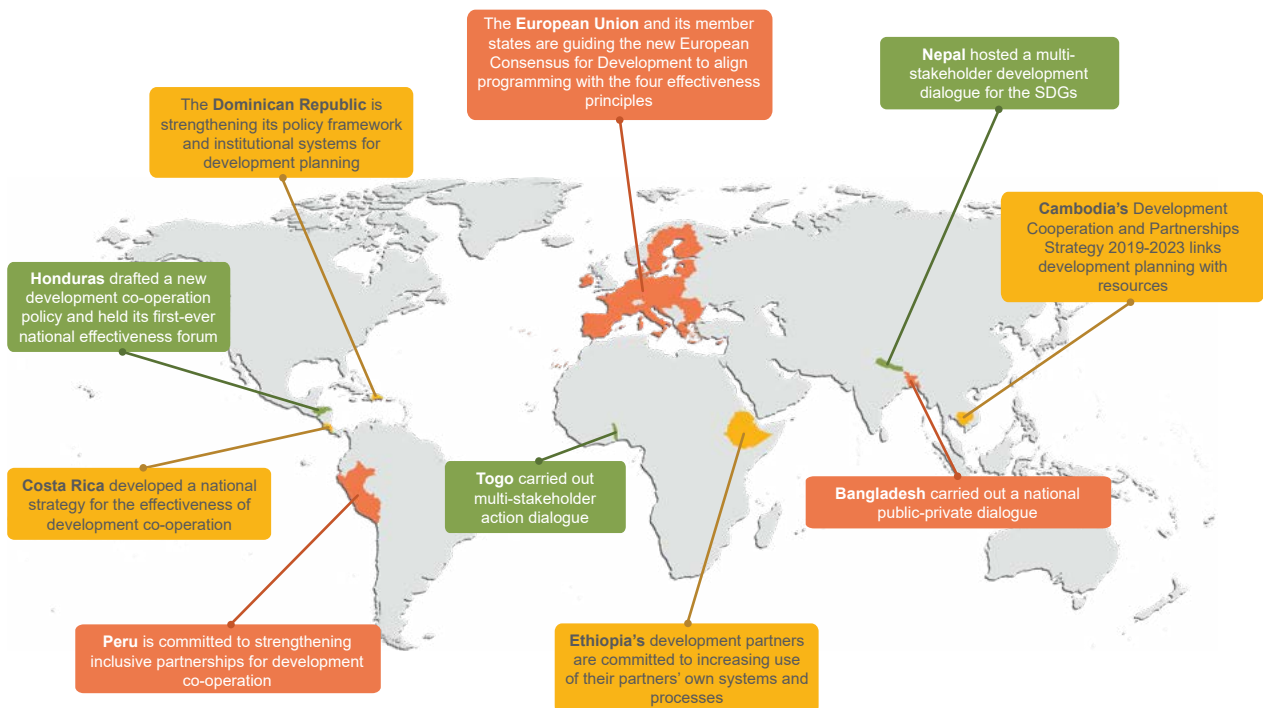 The European Union and its member
states are guiding the new European
Consensus for Development to align
programming with the four effectiveness
principles
Nepal hosted a multi-
stakeholder development
dialogue for the SDGs
The Dominican Republic is
strengthening its policy framework
and institutional systems for
development planning
Cambodia's Development
Cooperation and Partnerships
Strategy 2019-2023 links
development planning with
resources
Honduras drafted a new
development co-operation
policy and held its first-ever
national effectiveness forum
Costa Rica developed a national
strategy for the effectiveness of
development co-operation
Togo carried out
multi-stakeholder
action dialogue
Bangladesh carried out a national
public-private dialogue
Peru is committed to strengthening
inclusive partnerships for development
co-operation
Ethiopia's development partners
are committed to increasing use
of their partners' own systems and
processes